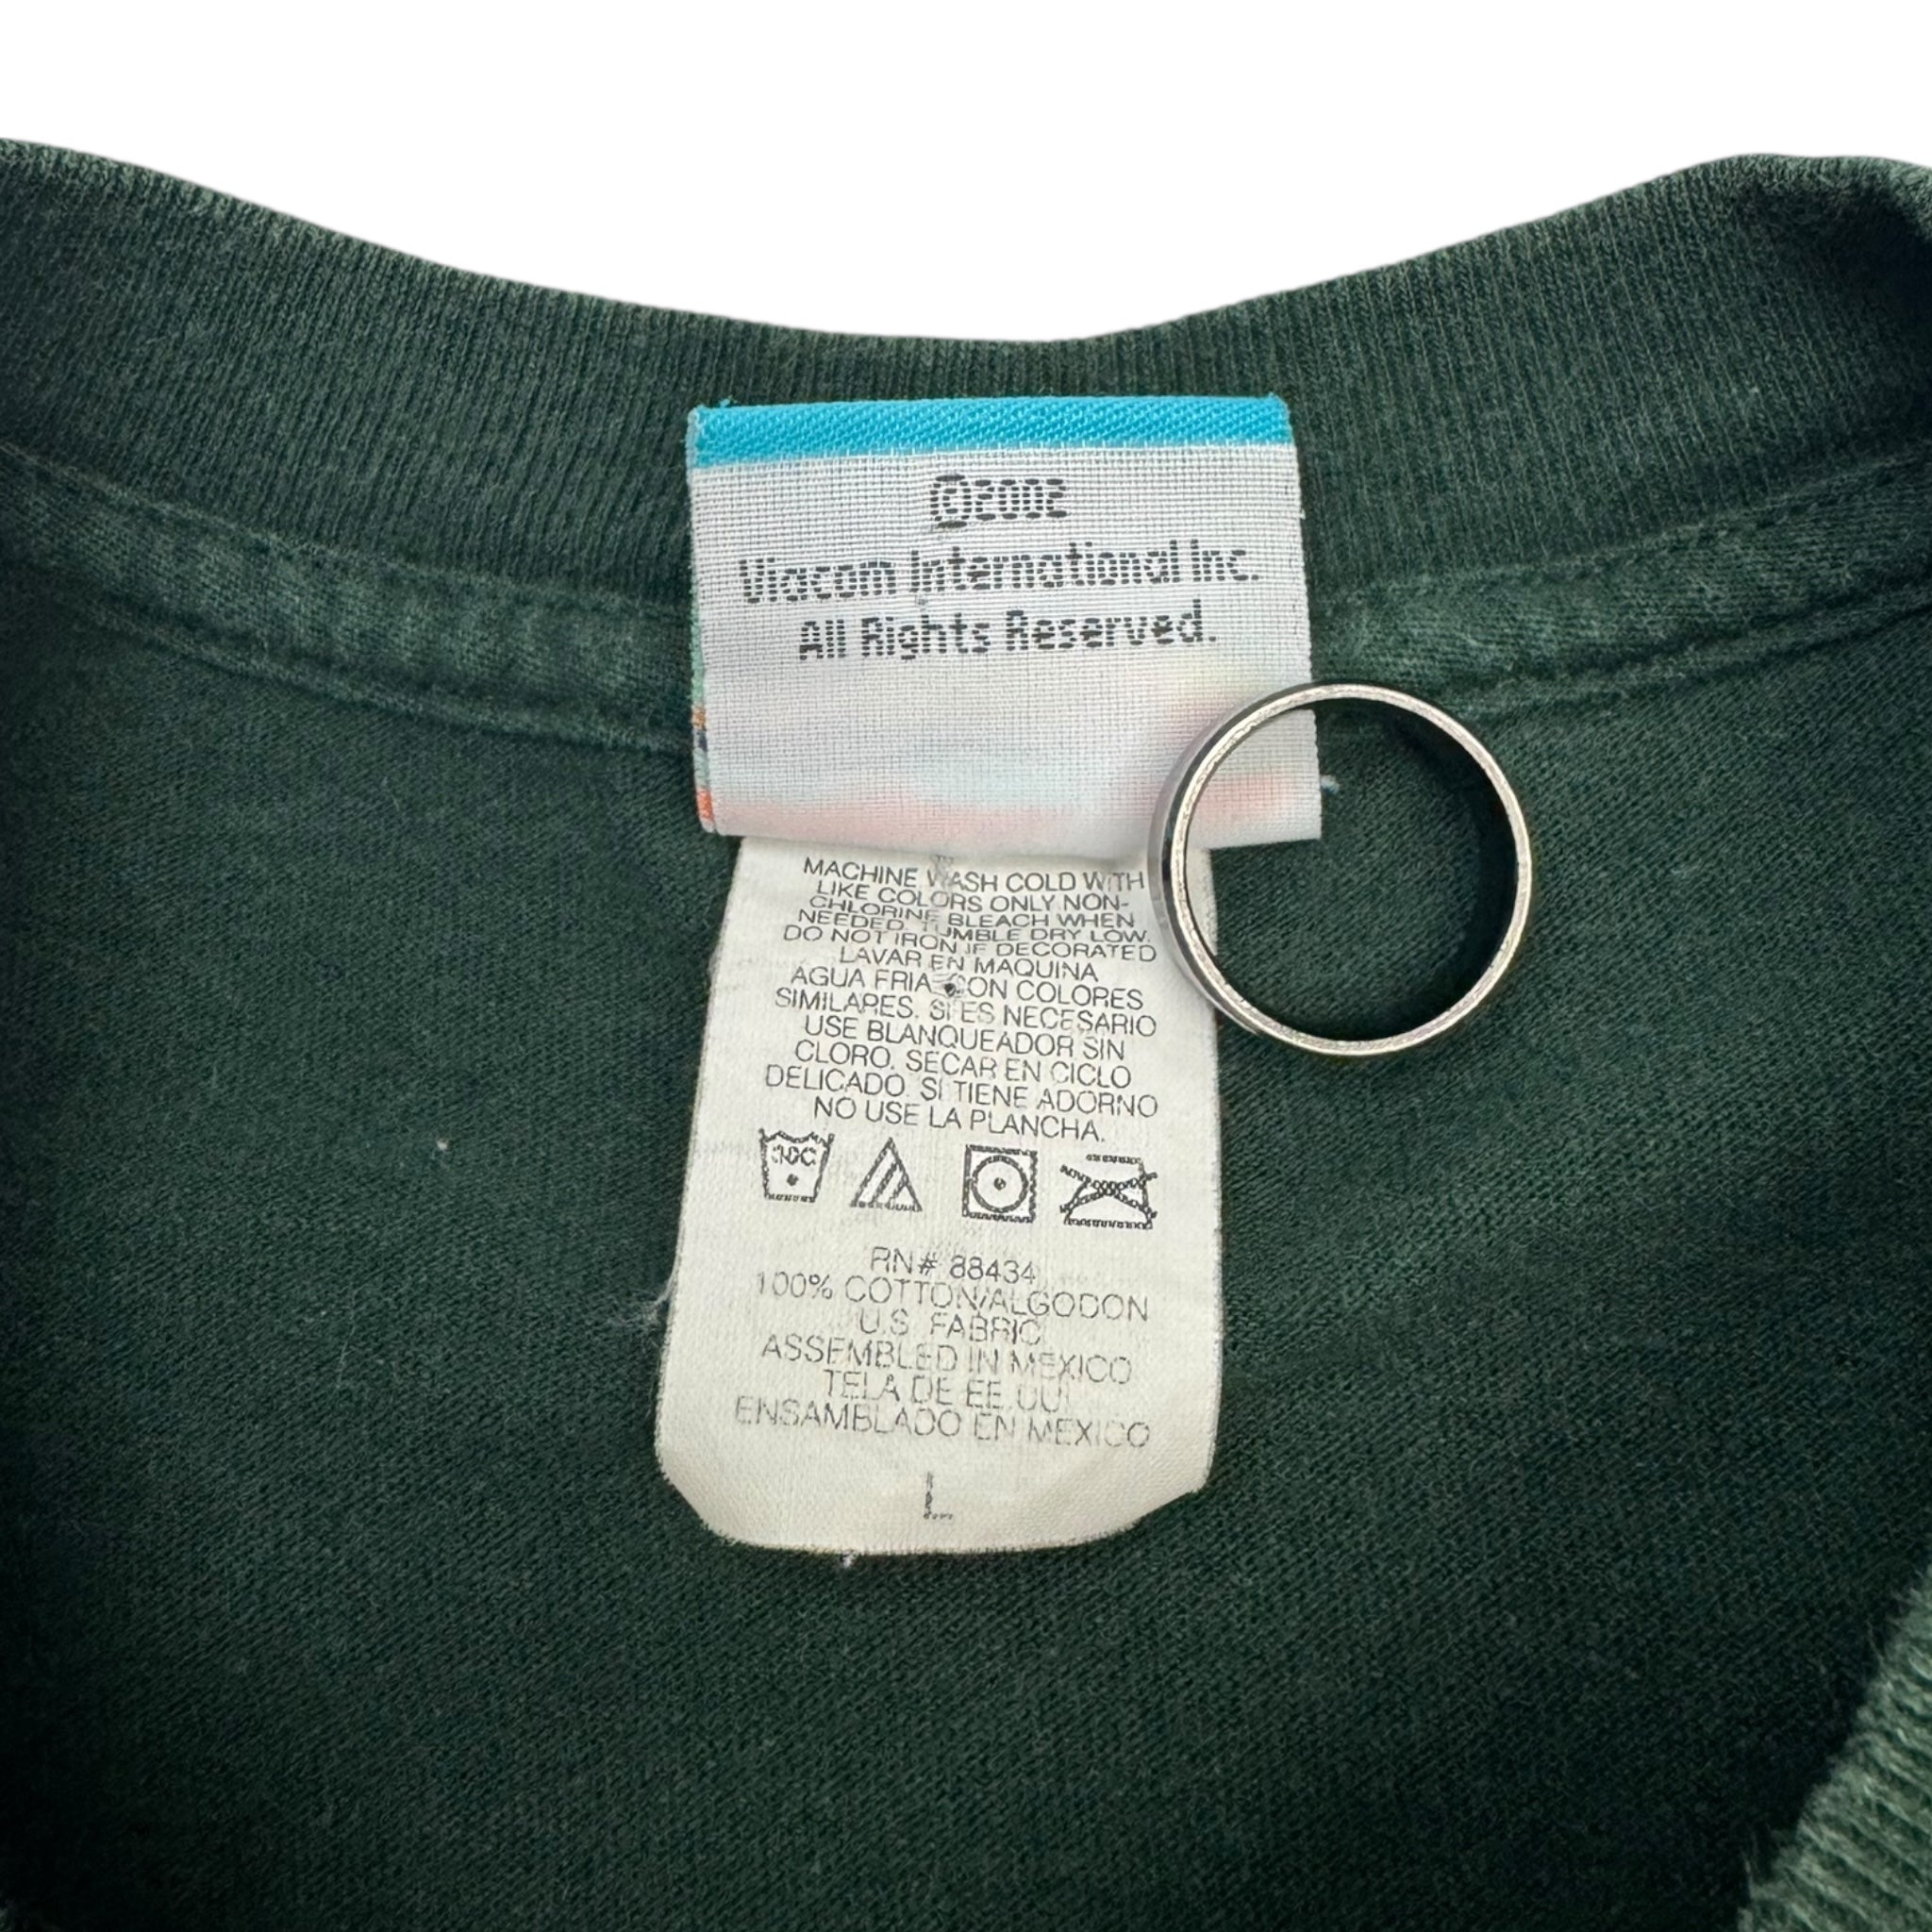 ©2002
Viacom International Inc.
All Rights Reserved.
MACHINE WASH COLD WITH
LIKE COLORS ONLY NON-
CHLORINE BLEACH WHEN
NEEDED. TUMBLE DRY LOW.
DO NOT IRON IF DECORATED
LAVAR EN MAQUINA
AGUA FRIA CON COLORES
SIMILARES. SI ES NECESARIO
USE BLANQUEADOR SIN
CLORO. SECAR EN CICLO
DELICADO. SI TIENE ADORNO
NO USE LA PLANCHA.
30C
RN# 88434
100% COTTON/ALGODON
U.S. FABRIC
ASSEMBLED IN MEXICO
TELA DE EE.UU.
ENSAMBLADO EN MEXICO
L